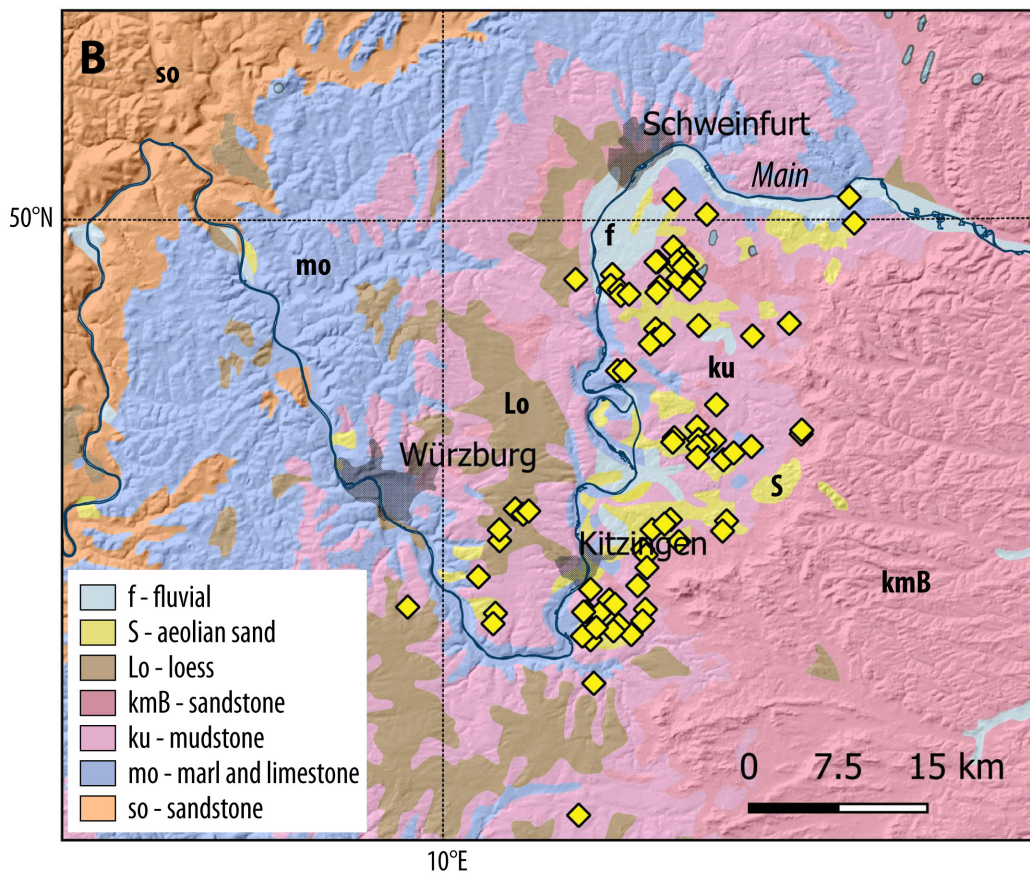 B
so
Schweinfurt
Main
50°N
f
mo
ku
Lo
Würzburg
S
Kitzingen
kmB
f - fluvial
S - aeolian sand
Lo - loess
kmB - sandstone
ku - mudstone
mo - marl and limestone
so - sandstone
0 7.5 15 km
10°E